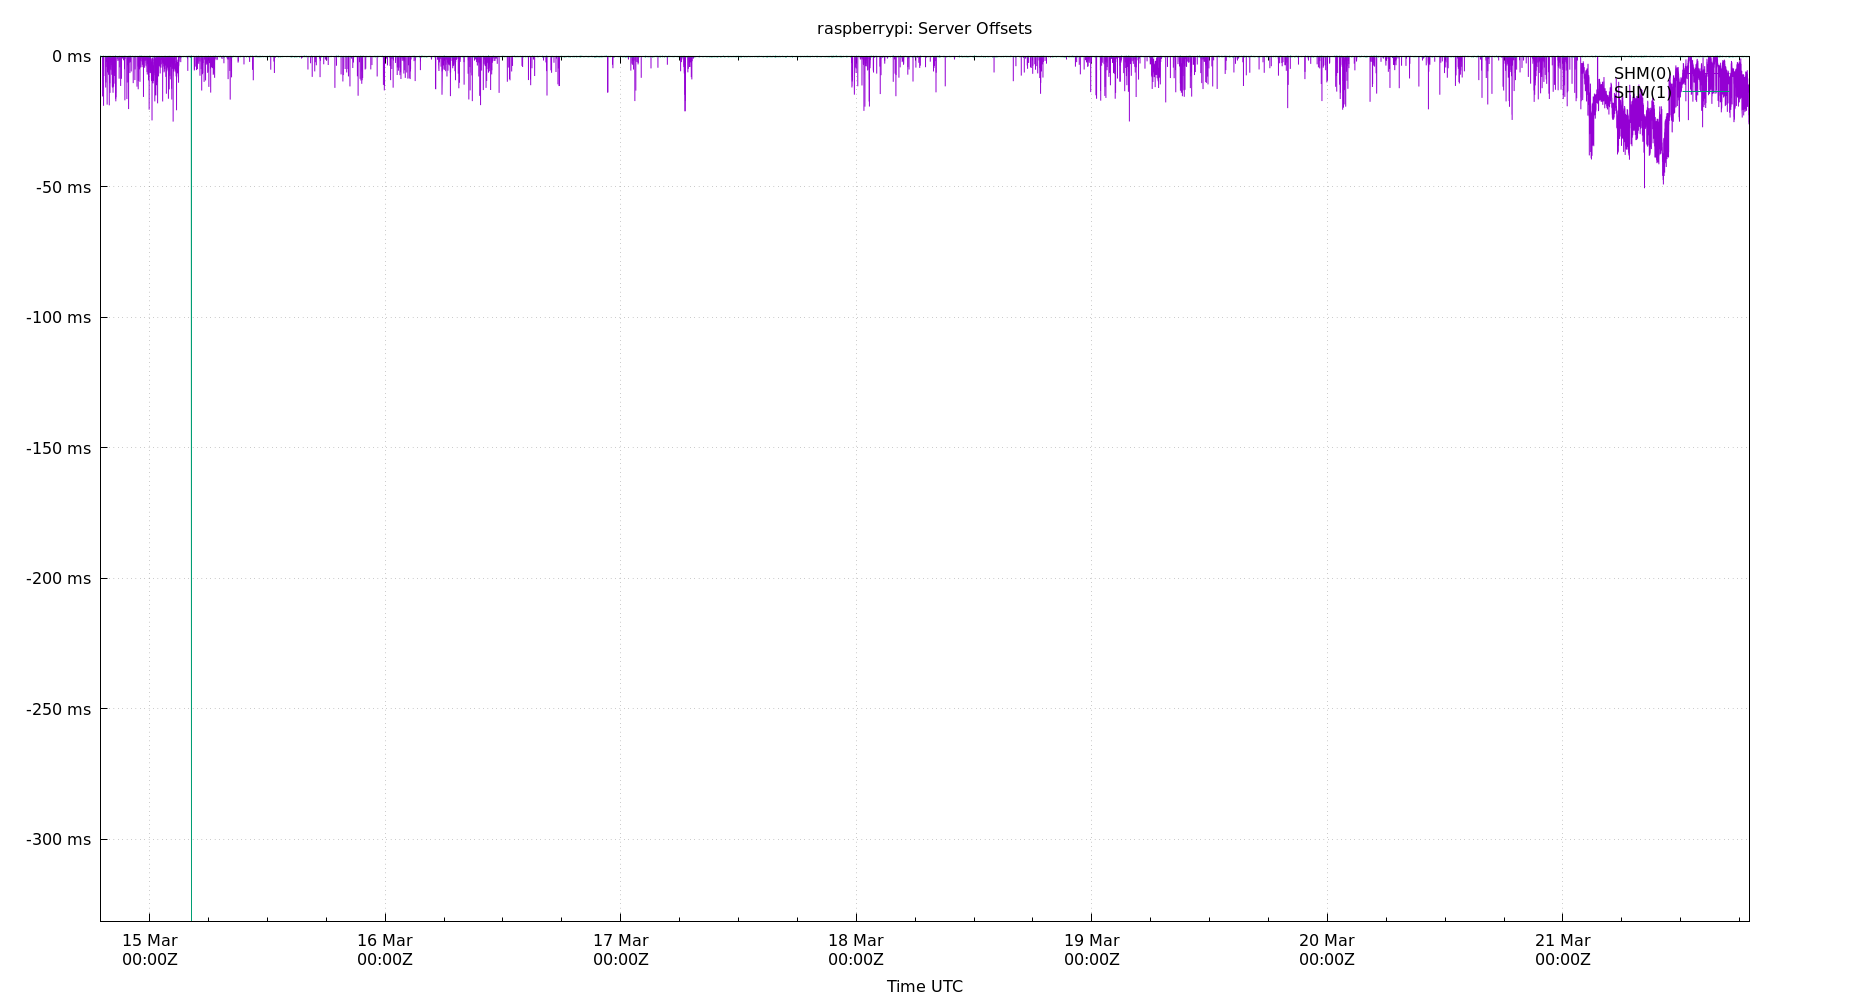 raspberrypi: Server Offsets
0 ms
SHM(0)
SHM(1)
-50 ms
-100 ms
-150 ms
-200 ms
-250 ms
-300 ms
15 Mar 16 Mar 17 Mar 18 Mar 19 Mar 20 Mar 21 Mar
00:00Z 00:00Z 00:00Z 00:00Z 00:00Z 00:00Z 00:00Z
Time UTC